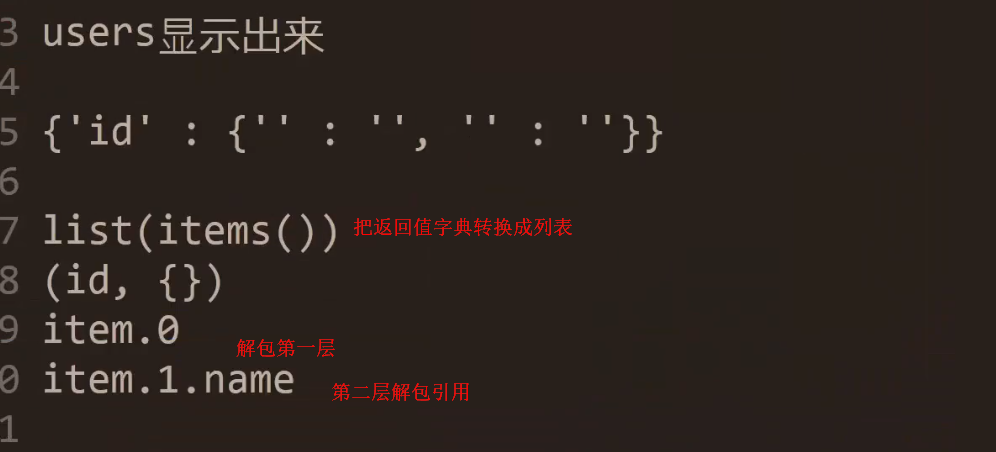 3 users显示出来
4
5 {'id' : {'' : '', '' : ''}}
6
7 list(items()) 把返回值字典转换成列表
8 (id, {})
9 item.0
解包第一层
0 item.1.name 第二层解包引用
1